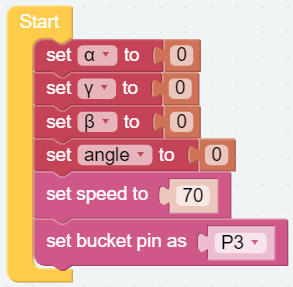 Start
set α to 0
set γ to 0
set β to 0
set angle to 0
set speed to 70
set bucket pin as P3